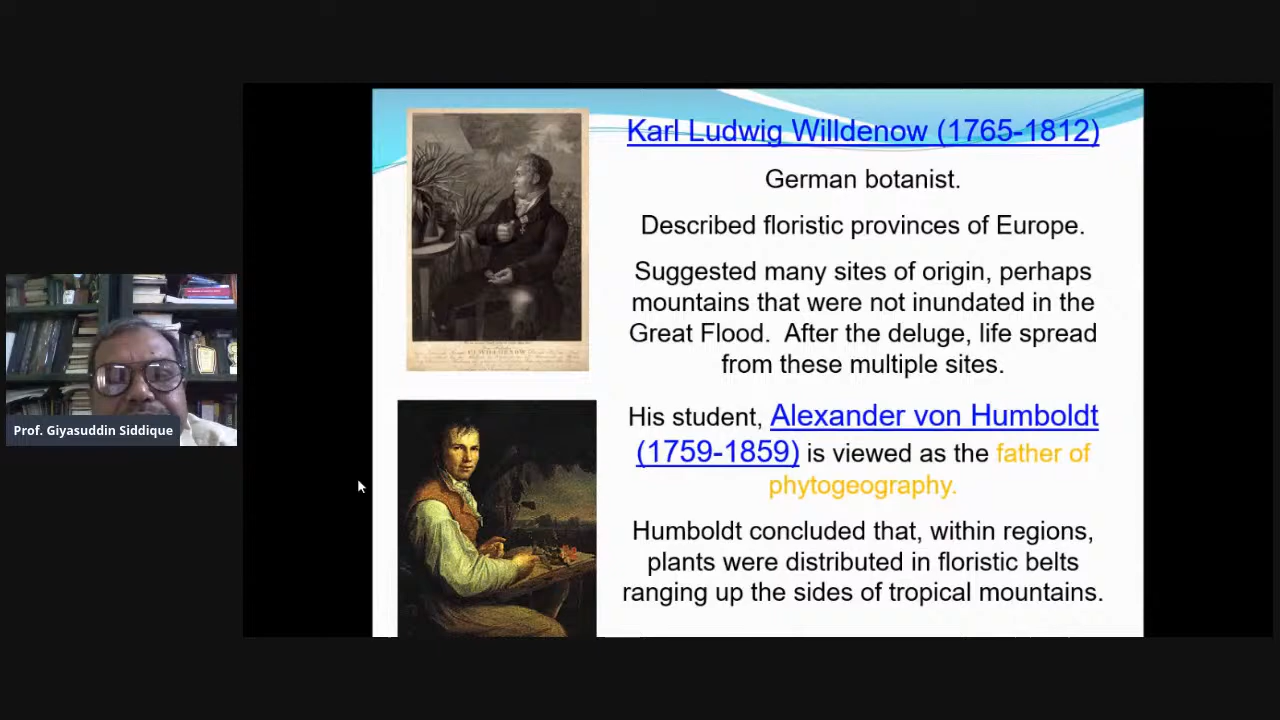 Karl Ludwig Willdenow (1765-1812)
German botanist.
Described floristic provinces of Europe.
Suggested many sites of origin, perhaps
mountains that were not inundated in the
Great Flood.  After the deluge, life spread
from these multiple sites.
His student, Alexander von Humboldt
(1759-1859) is viewed as the father of
phytogeography.
Humboldt concluded that, within regions,
plants were distributed in floristic belts
ranging up the sides of tropical mountains.
Prof. Giyasuddin Siddique